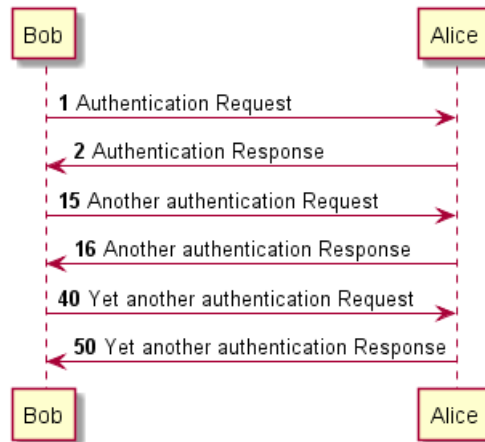 Bob Alice
1 Authentication Request
2 Authentication Response
15 Another authentication Request
16 Another authentication Response
40 Yet another authentication Request
50 Yet another authentication Response
Bob Alice